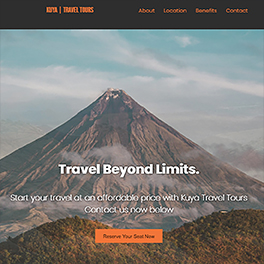 KUYA | TRAVEL TOURS
About Location Benefits Contact
Travel Beyond Limits.
Start your travel at an affordable price with Kuya Travel Tours
Contact us now below
Reserve Your Seat Now